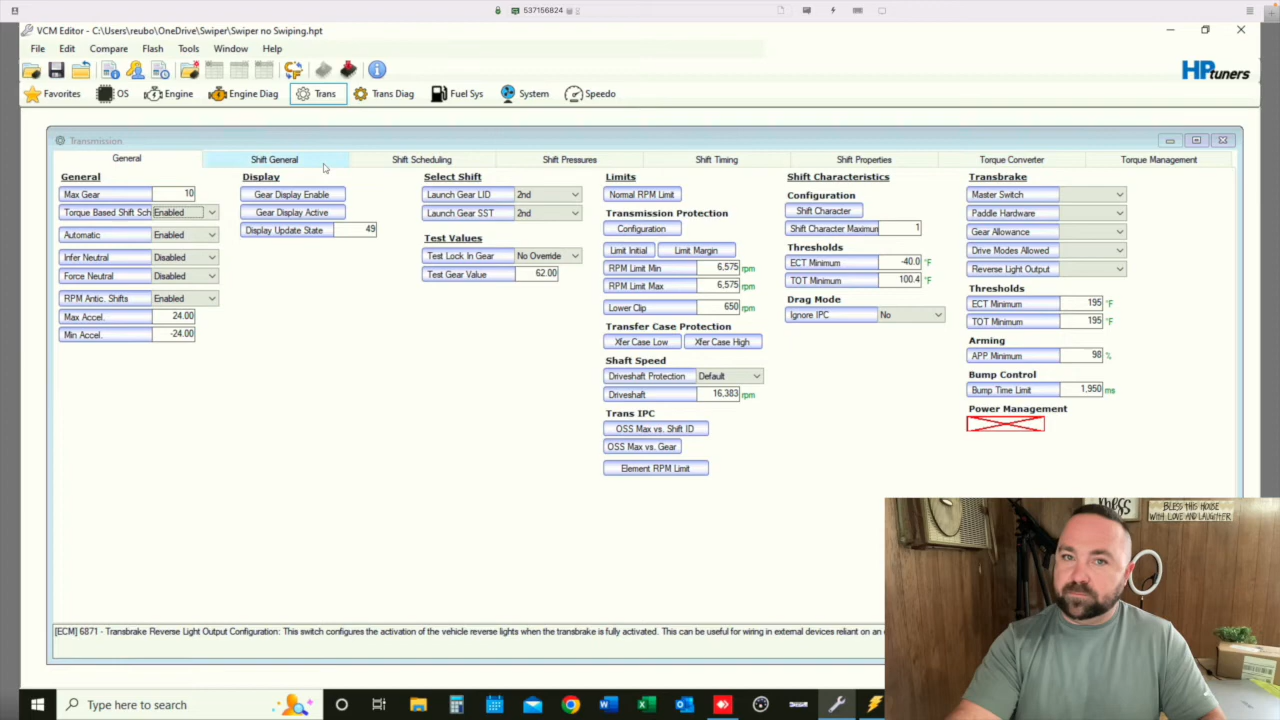 537156824
VCM Editor - C:\Users\reubo\OneDrive\Swiper\Swiper no Swiping.hpt
File Edit Compare Flash Tools Window Help
HPtuners
Favorites OS Engine Engine Diag Trans Trans Diag Fuel Sys System Speedo
Transmission
General Shift General Shift Scheduling Shift Pressures Shift Timing Shift Properties Torque Converter Torque Management
General
Max Gear 10
Torque Based Shift Sch Enabled
Automatic Enabled
Infer Neutral Disabled
Force Neutral Disabled
RPM Antic. Shifts Enabled
Max Accel. 24.00
Min Accel. -24.00
Display
Gear Display Enable
Gear Display Active
Display Update State 49
Select Shift
Launch Gear LID 2nd
Launch Gear SST 2nd
Test Values
Test Lock In Gear No Override
Test Gear Value 62.00
Limits
Normal RPM Limit
Transmission Protection
Configuration
Limit Initial Limit Margin
RPM Limit Min 6,575 rpm
RPM Limit Max 6,575 rpm
Lower Clip 650 rpm
Transfer Case Protection
Xfer Case Low Xfer Case High
Shaft Speed
Driveshaft Protection Default
Driveshaft 16,383 rpm
Trans IPC
OSS Max vs. Shift ID
OSS Max vs. Gear
Element RPM Limit
Shift Characteristics
Configuration
Shift Character
Shift Character Maximum 1
Thresholds
ECT Minimum -40.0 °F
TOT Minimum 100.4 °F
Drag Mode
Ignore IPC No
Transbrake
Master Switch
Paddle Hardware
Gear Allowance
Drive Modes Allowed
Reverse Light Output
Thresholds
ECT Minimum 195 °F
TOT Minimum 195 °F
Arming
APP Minimum 98 %
Bump Control
Bump Time Limit 1,950 ms
Power Management
[ECM] 6871 - Transbrake Reverse Light Output Configuration: This switch configures the activation of the vehicle reverse lights when the transbrake is fully activated. This can be useful for wiring in external devices reliant on an
BLESS THIS HOUSE
WITH LOVE AND LAUGHTER
Type here to search